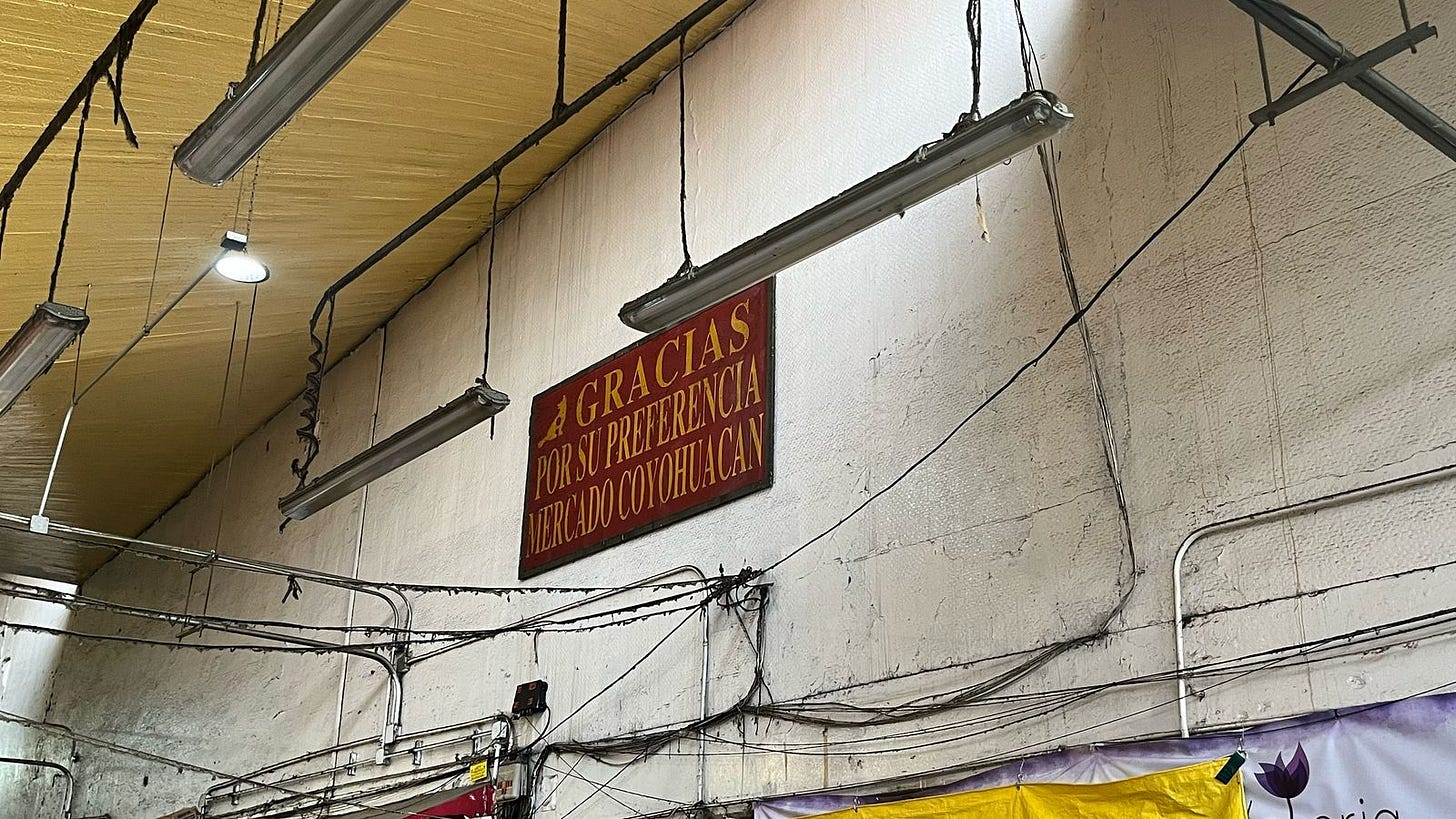 GRACIAS
POR SU PREFERENCIA
MERCADO COYOHUACAN